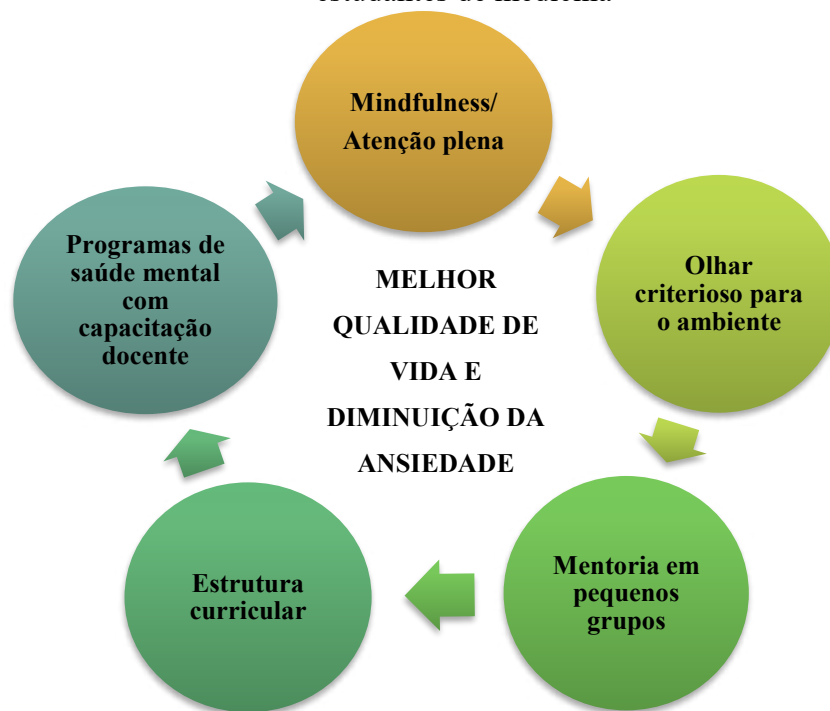 Mindfulness/
Atenção plena
Olhar
criterioso para
o ambiente
Mentoria em
pequenos
grupos
Estrutura
curricular
Programas de
saúde mental
com
capacitação
docente
MELHOR
QUALIDADE DE
VIDA E
DIMINUIÇÃO DA
ANSIEDADE